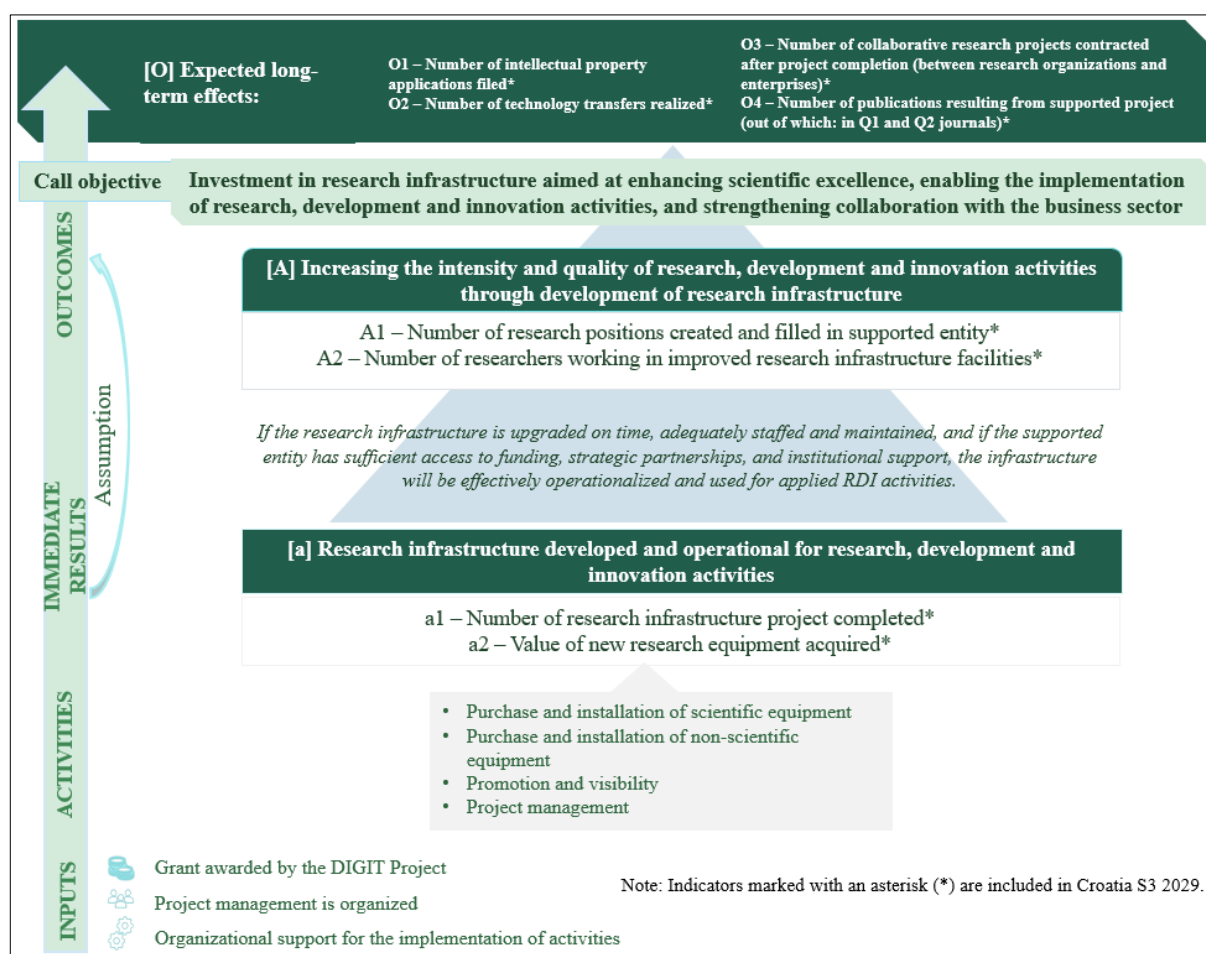 [O] Expected long-
term effects:
O1 – Number of intellectual property
applications filed*
O2 – Number of technology transfers realized*
O3 – Number of collaborative research projects contracted
after project completion (between research organizations and
enterprises)*
O4 – Number of publications resulting from supported project
(out of which: in Q1 and Q2 journals)*
Call objective
Investment in research infrastructure aimed at enhancing scientific excellence, enabling the implementation
of research, development and innovation activities, and strengthening collaboration with the business sector
OUTCOMES
[A] Increasing the intensity and quality of research, development and innovation activities
through development of research infrastructure
A1 – Number of research positions created and filled in supported entity*
A2 – Number of researchers working in improved research infrastructure facilities*
Assumption
If the research infrastructure is upgraded on time, adequately staffed and maintained, and if the supported
entity has sufficient access to funding, strategic partnerships, and institutional support, the infrastructure
will be effectively operationalized and used for applied RDI activities.
IMMEDIATE
RESULTS
[a] Research infrastructure developed and operational for research, development and
innovation activities
a1 – Number of research infrastructure project completed*
a2 – Value of new research equipment acquired*
ACTIVITIES
• Purchase and installation of scientific equipment
• Purchase and installation of non-scientific
equipment
• Promotion and visibility
• Project management
INPUTS
Grant awarded by the DIGIT Project
Project management is organized
Organizational support for the implementation of activities
Note: Indicators marked with an asterisk (*) are included in Croatia S3 2029.